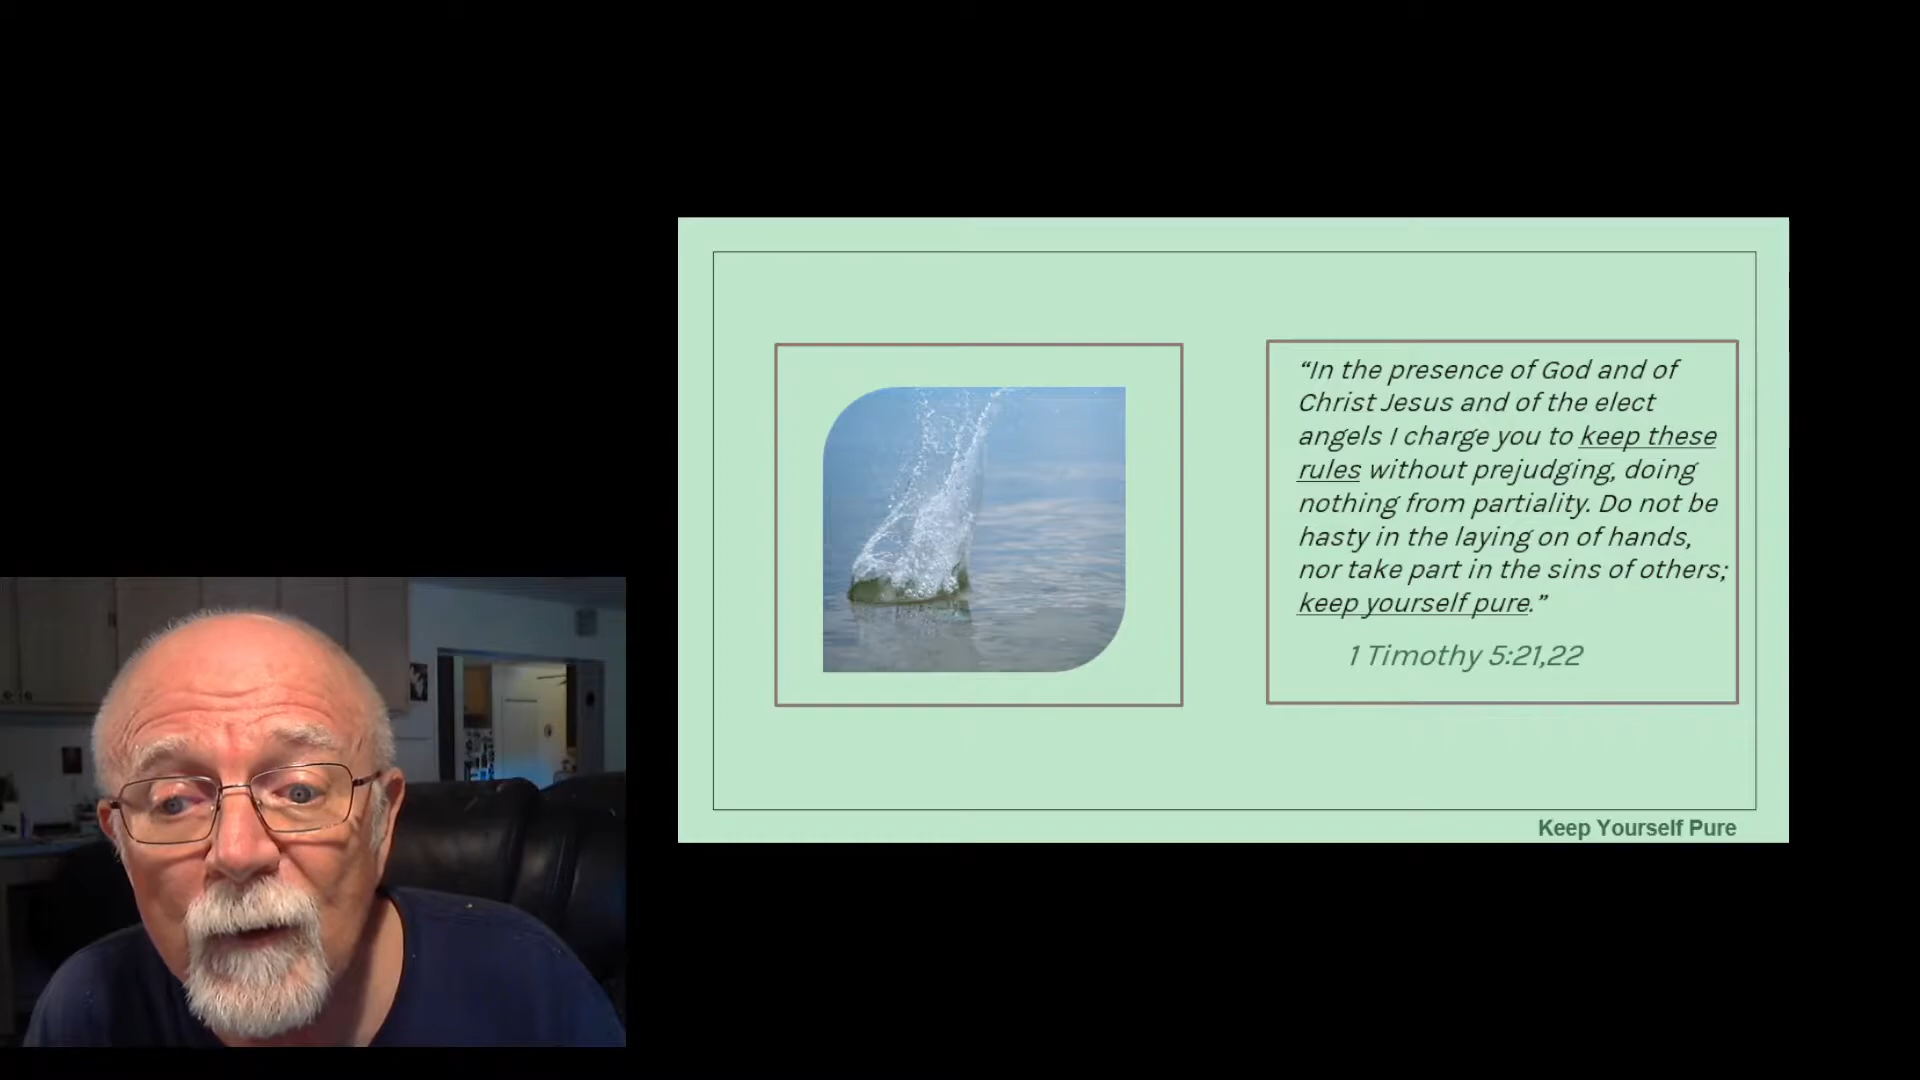 “In the presence of God and of
Christ Jesus and of the elect
angels I charge you to keep these
rules without prejudging, doing
nothing from partiality. Do not be
hasty in the laying on of hands,
nor take part in the sins of others;
keep yourself pure.”
1 Timothy 5:21,22
Keep Yourself Pure